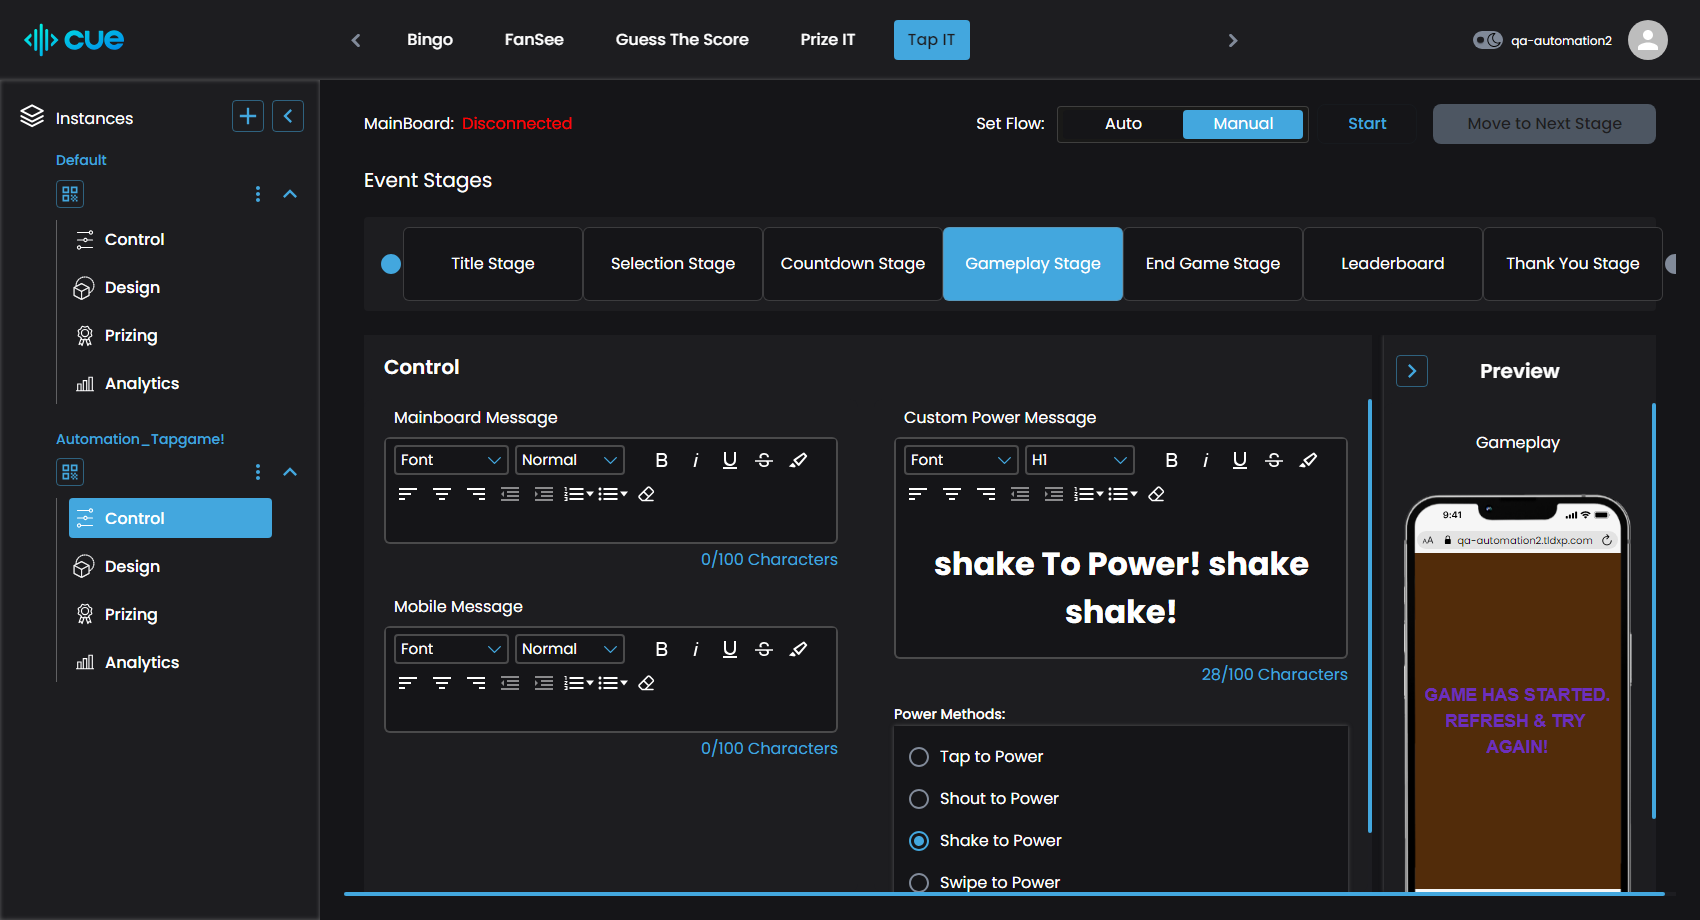 cue
Bingo
FanSee
Guess The Score
Prize IT
Tap IT
qa-automation2
Instances
Default
Control
Design
Prizing
Analytics
Automation_Tapgame!
Control
Design
Prizing
Analytics
MainBoard: Disconnected
Set Flow:
Auto
Manual
Start
Move to Next Stage
Event Stages
Title Stage
Selection Stage
Countdown Stage
Gameplay Stage
End Game Stage
Leaderboard
Thank You Stage
Control
Mainboard Message
Font
Normal
B i U S
0/100 Characters
Mobile Message
Font
Normal
B i U S
0/100 Characters
Custom Power Message
Font
H1
B i U S
shake To Power! shake
shake!
28/100 Characters
Power Methods:
Tap to Power
Shout to Power
Shake to Power
Swipe to Power
Preview
Gameplay
9:41
AA qa-automation2.tldxp.com
GAME HAS STARTED.
REFRESH & TRY
AGAIN!